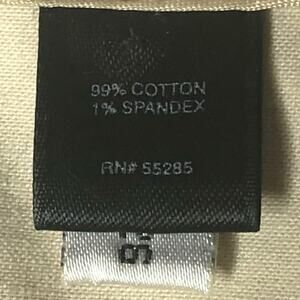 99% COTTON
1% SPANDEX
RN# 55285